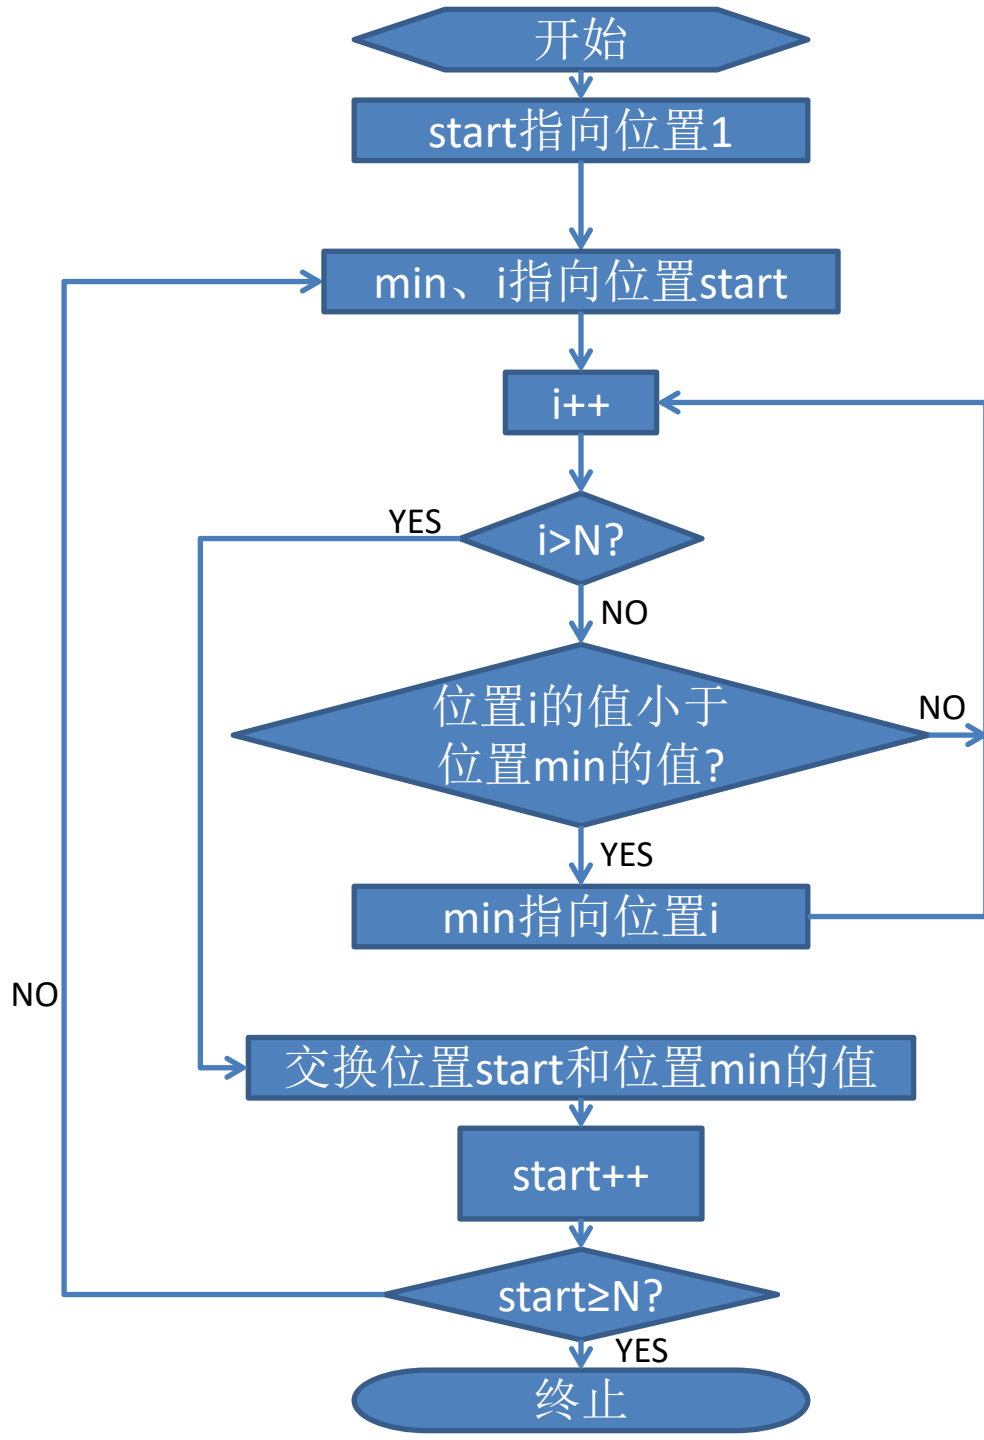 开始
start指向位置1
min、i指向位置start
i++
YES
i>N?
NO
位置i的值小于
位置min的值?
NO
YES
min指向位置i
NO
交换位置start和位置min的值
start++
start≥N?
YES
终止